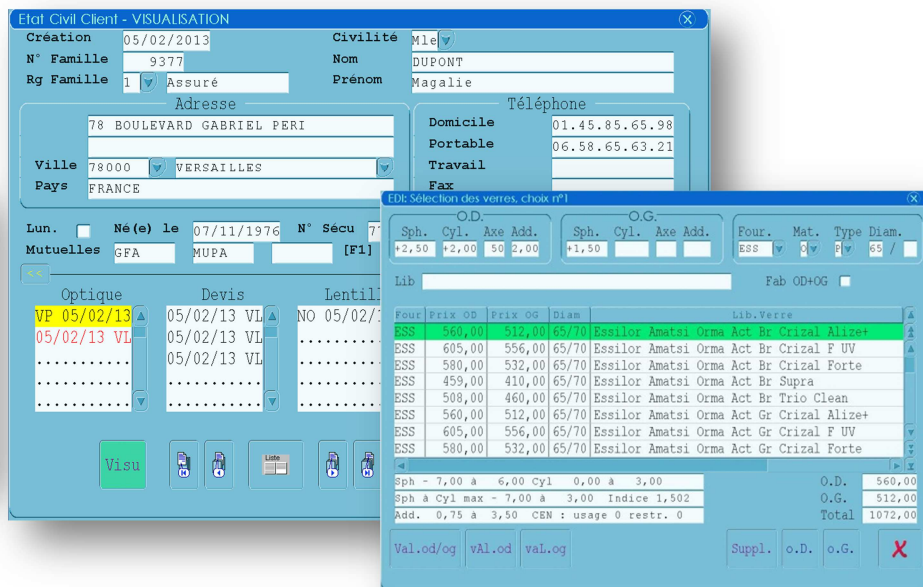 Etat Civil Client - VISUALISATION
Création 05/02/2013 Civilité Mle
N° Famille 9377 Nom DUPONT
Rg Famille 1 Assuré Prénom Magalie
Adresse
78 BOULEVARD GABRIEL PERI
Ville 78000 VERSAILLES
Pays FRANCE
Téléphone
Domicile 01.45.85.65.98
Portable 06.58.65.63.21
Travail
Fax
Lun. Né(e) le 07/11/1976 N° Sécu
Mutuelles GFA MUPA [F1]
<<
Optique Devis
VP 05/02/13 05/02/13 VL NO 05/02/
05/02/13 VL 05/02/13 VL
........... 05/02/13 VL
........... ...........
........... ...........
Visu Liste
EDI: Sélection des verres, choix n°1
O.D. O.G.
Sph. Cyl. Axe Add. Sph. Cyl. Axe Add. Four. Mat. Type Diam.
+2,50 +2,00 50 2,00 +1,50 ESS O P 65 /
Lib Fab OD+OG
Four Prix OD Prix OG Diam Lib.Verre
ESS 560,00 512,00 65/70 Essilor Amatsi Orma Act Br Crizal Alize+
ESS 605,00 556,00 65/70 Essilor Amatsi Orma Act Br Crizal F UV
ESS 580,00 532,00 65/70 Essilor Amatsi Orma Act Br Crizal Forte
ESS 459,00 410,00 65/70 Essilor Amatsi Orma Act Br Supra
ESS 508,00 460,00 65/70 Essilor Amatsi Orma Act Br Trio Clean
ESS 560,00 512,00 65/70 Essilor Amatsi Orma Act Gr Crizal Alize+
ESS 605,00 556,00 65/70 Essilor Amatsi Orma Act Gr Crizal F UV
ESS 580,00 532,00 65/70 Essilor Amatsi Orma Act Gr Crizal Forte
Sph - 7,00 à 6,00 Cyl 0,00 à 3,00 O.D. 560,00
Sph à Cyl max - 7,00 à 3,00 Indice 1,502 O.G. 512,00
Add. 0,75 à 3,50 CEN : usage 0 restr. 0 Total 1072,00
Val.od/og vAl.od vaL.og Suppl. o.D. o.G. X